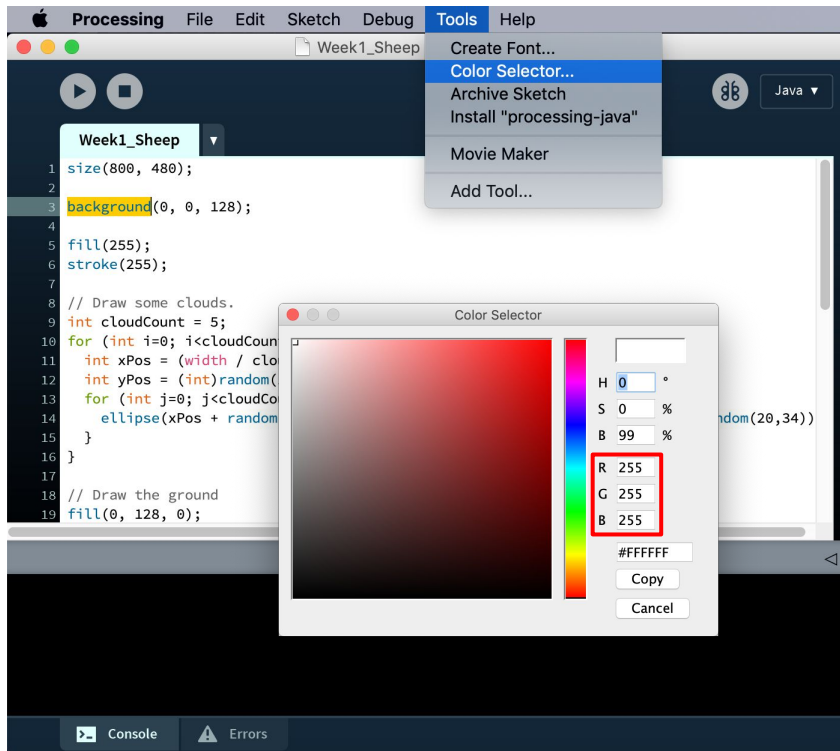 Processing File Edit Sketch Debug Tools Help
Week1_Sheep
Create Font...
Color Selector...
Archive Sketch
Install "processing-java"
Movie Maker
Add Tool...
Java ▼
Week1_Sheep ▼
1 size(800, 480);
2
3 background(0, 0, 128);
4
5 fill(255);
6 stroke(255);
7
8 // Draw some clouds.
9 int cloudCount = 5;
10 for (int i=0; i<cloudCoun
11 int xPos = (width / clo
12 int yPos = (int)random(
13 for (int j=0; j<cloudCo
14 ellipse(xPos + random ndom(20,34))
15 }
16 }
17
18 // Draw the ground
19 fill(0, 128, 0);
Color Selector
H 0 °
S 0 %
B 99 %
R 255
G 255
B 255
#FFFFFF
Copy
Cancel
Console Errors